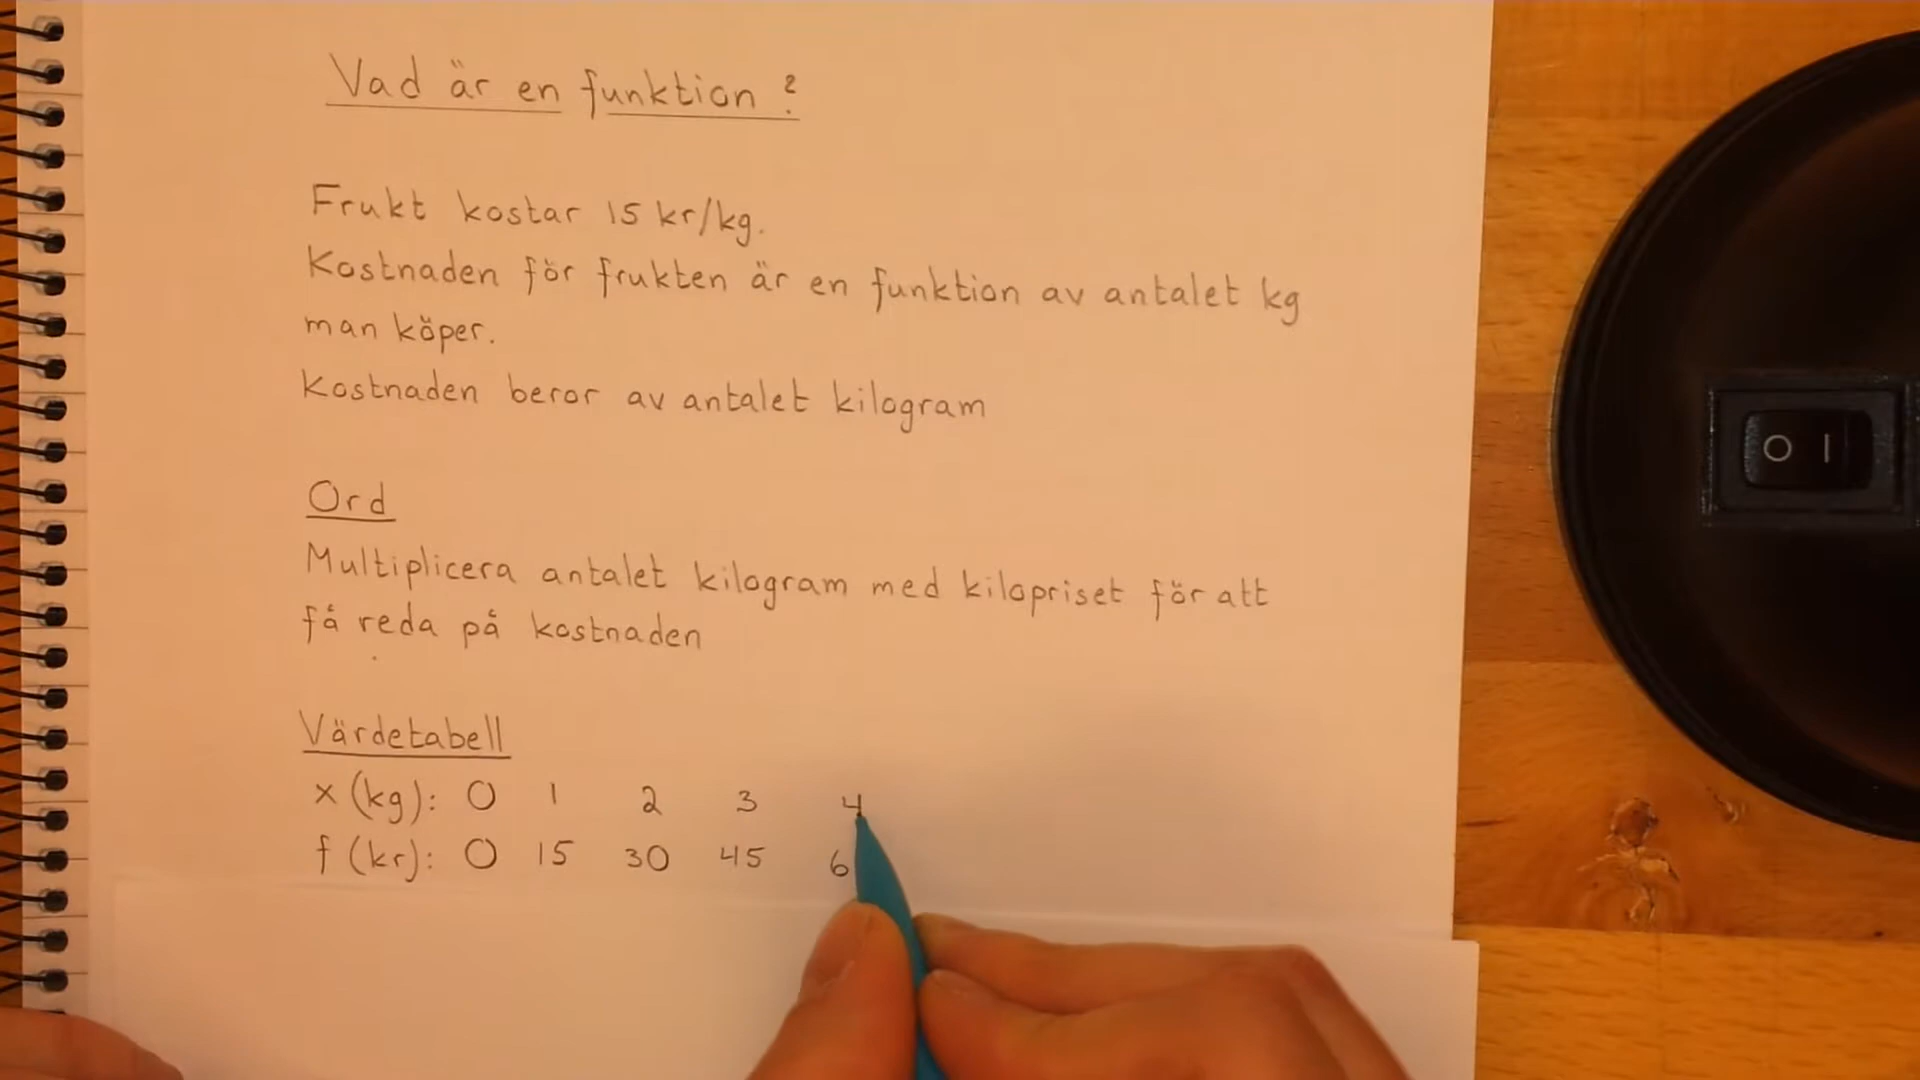 Vad är en funktion?
Frukt kostar 15 kr/kg.
Kostnaden för frukten är en funktion av antalet kg
man köper.
Kostnaden beror av antalet kilogram
Ord
Multiplicera antalet kilogram med kilopriset för att
få reda på kostnaden
Värdetabell
x (kg): 0 1 2 3 4
f (kr): 0 15 30 45 6
O I